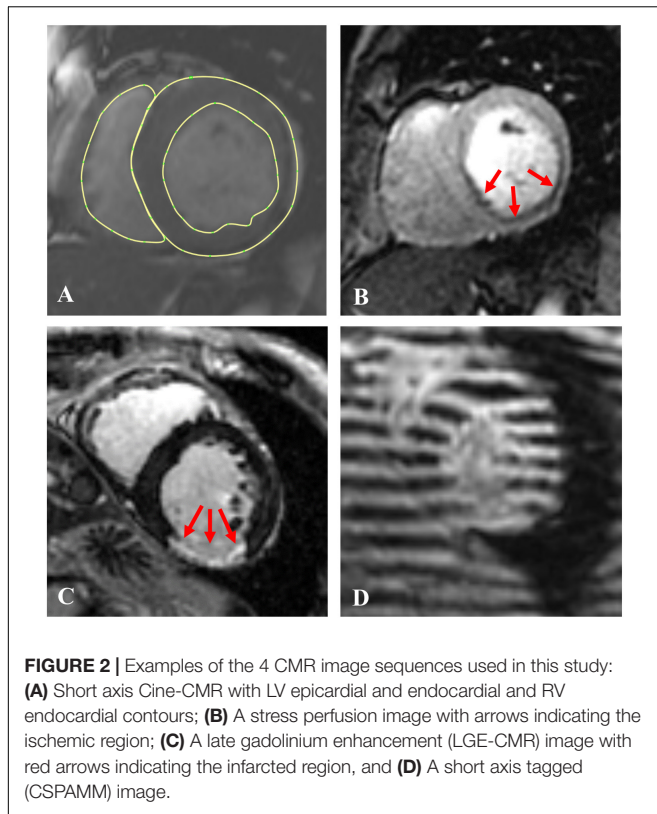 A
B
C
D
FIGURE 2 | Examples of the 4 CMR image sequences used in this study:
(A) Short axis Cine-CMR with LV epicardial and endocardial and RV
endocardial contours; (B) A stress perfusion image with arrows indicating the
ischemic region; (C) A late gadolinium enhancement (LGE-CMR) image with
red arrows indicating the infarcted region, and (D) A short axis tagged
(CSPAMM) image.